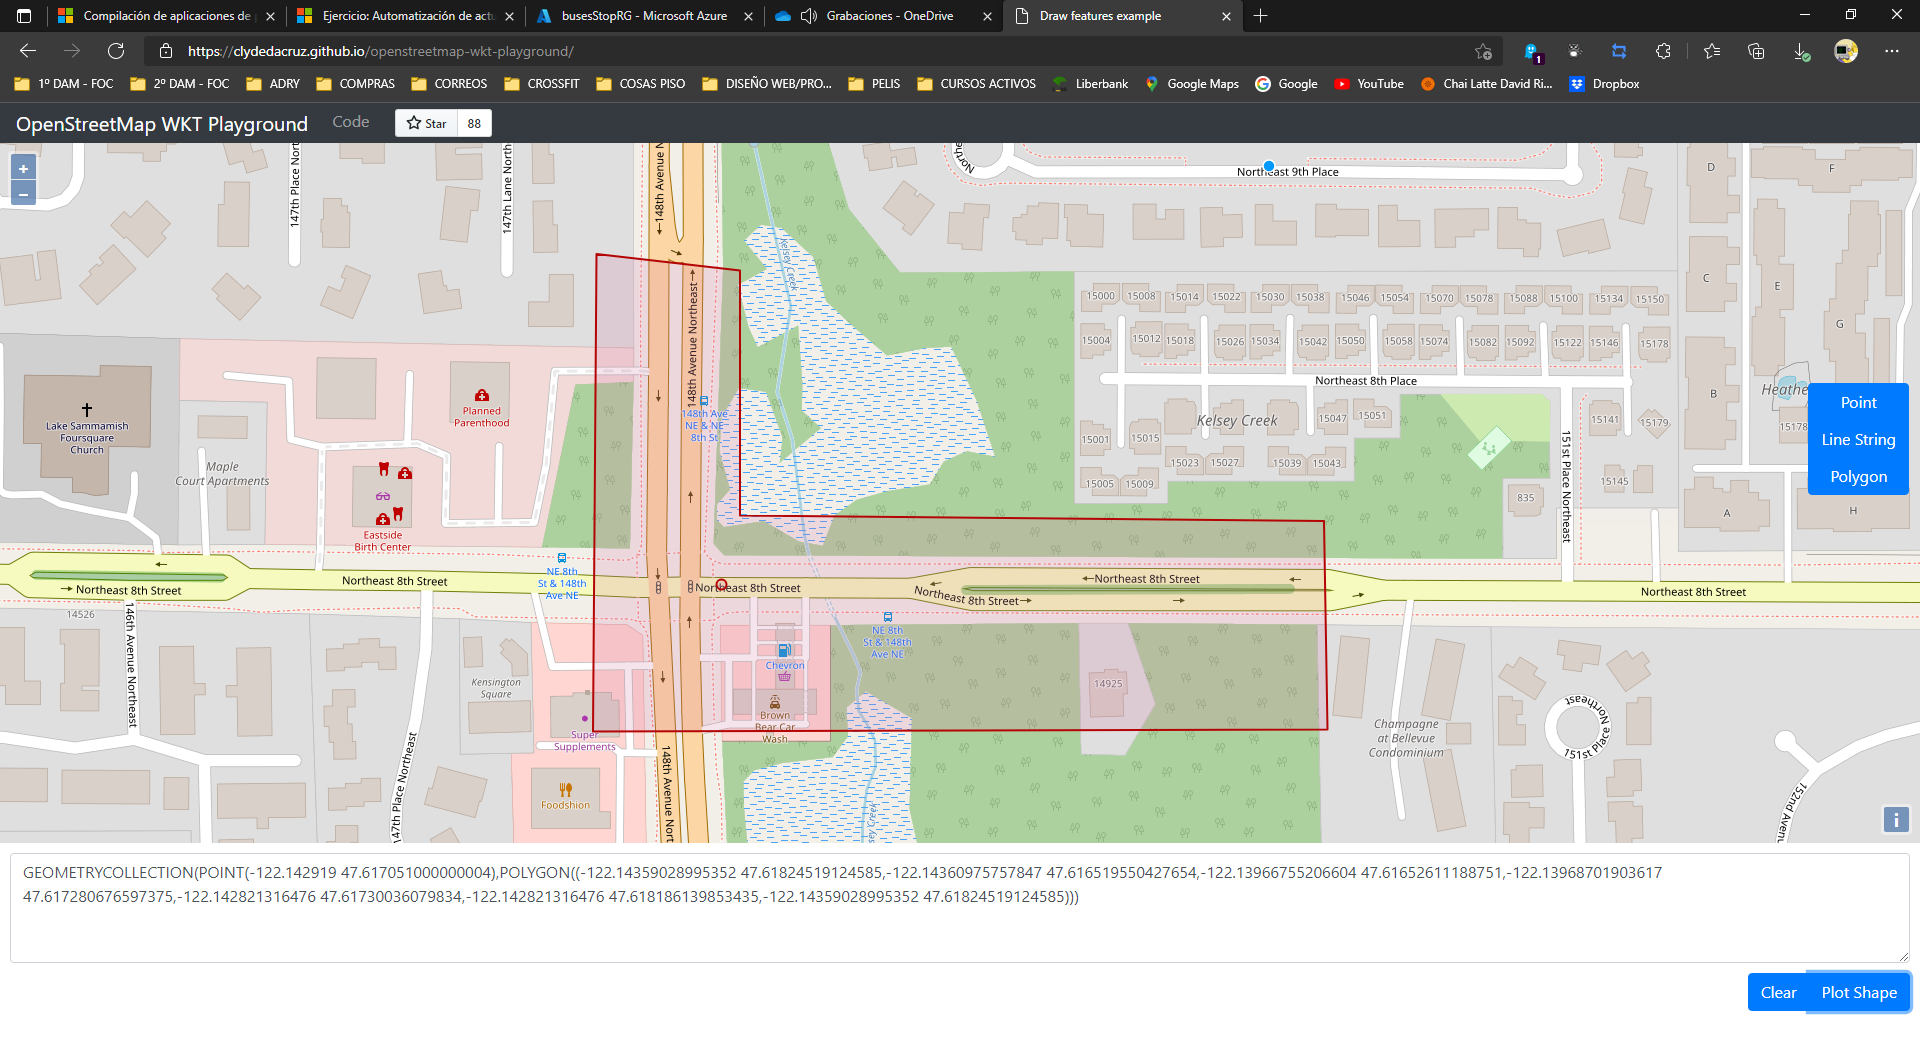 Compilación de aplicaciones de
Ejercicio: Automatización de actu
busesStopRG - Microsoft Azure
Grabaciones - OneDrive
Draw features example
https://clydedacruz.github.io/openstreetmap-wkt-playground/
1
1º DAM - FOC
2º DAM - FOC
ADRY
COMPRAS
CORREOS
CROSSFIT
COSAS PISO
DISEÑO WEB/PRO...
PELIS
CURSOS ACTIVOS
Liberbank
Google Maps
Google
YouTube
Chai Latte David Ri...
Dropbox
OpenStreetMap WKT Playground
Code
Star
88
+
−
147th Place Nort
147th Lane North
148th Avenue N
148th Avenue Northeast
Kelsey Creek
Northe
Northeast 9th Place
D
F
C
E
G
B
A
H
15000
15008
15014
15022
15030
15038
15046
15054
15070
15078
15088
15100
15134
15150
15004
15012
15018
15026
15034
15042
15050
15058
15074
15082
15092
15122
15146
15178
Northeast 8th Place
Heathe
15178
Kelsey Creek
15047
15051
15141
15179
15001
15015
15023
15027
15039
15043
15005
15009
15145
835
151st Place Northeast
Point
Line String
Polygon
Lake Sammamish
Foursquare
Church
Maple
Court Apartments
Planned
Parenthood
Eastside
Birth Center
148th Ave
NE & NE
8th St
NE 8th
St & 148th
Ave NE
Northeast 8th Street
Northeast 8th Street
Northeast 8th Street
Northeast 8th Street
Northeast 8th Street
Northeast 8th Street
14526
146th Avenue Northeast
147th Place Northeast
Kensington
Square
Super
Supplements
Foodshion
148th Avenue Nort
Chevron
Brown
Bear Car
Wash
NE 8th
St & 148th
Ave NE
14925
sey Creek
Champagne
at Bellevue
Condominium
Northeast
151st Place
152nd Aven
i
GEOMETRYCOLLECTION(POINT(-122.142919 47.617051000000004),POLYGON((-122.14359028995352 47.61824519124585,-122.14360975757847 47.616519550427654,-122.13966755206604 47.61652611188751,-122.13968701903617
47.617280676597375,-122.142821316476 47.61730036079834,-122.142821316476 47.618186139853435,-122.14359028995352 47.61824519124585)))
Clear
Plot Shape